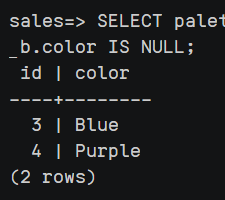 sales=> SELECT palet
_b.color IS NULL;
 id | color
----+--------
  3 | Blue
  4 | Purple
(2 rows)